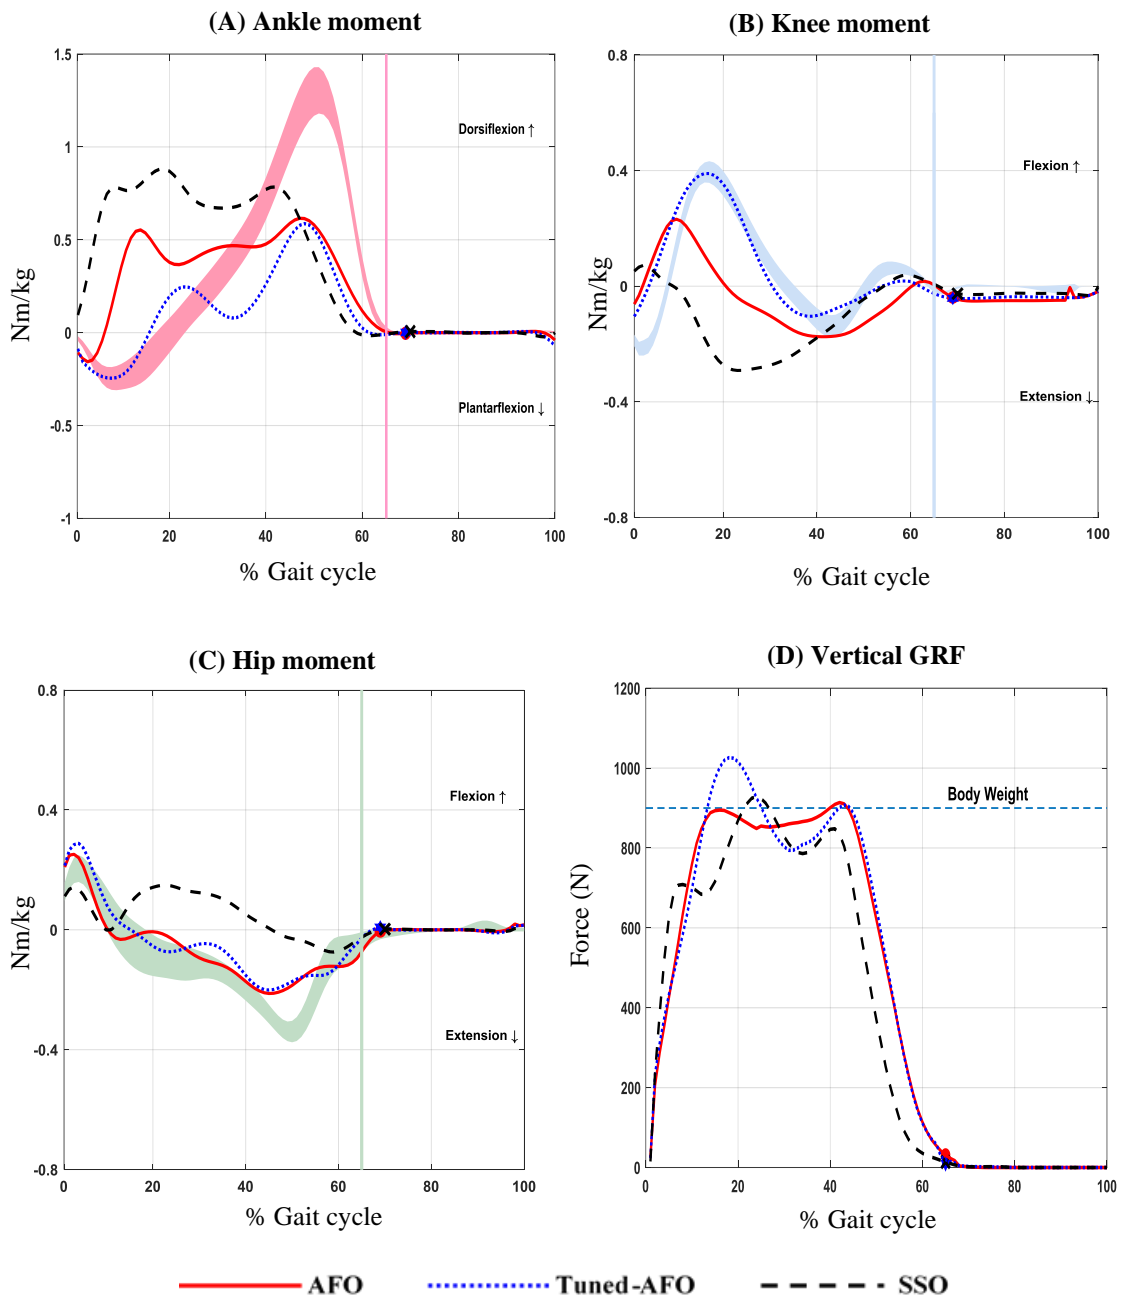 (A) Ankle moment
1.5
1
0.5
0
-0.5
-1
Nm/kg
Dorsiflexion ↑
Plantarflexion ↓
0 20 40 60 80 100
% Gait cycle
(B) Knee moment
0.8
0.4
0
-0.4
-0.8
Nm/kg
Flexion ↑
Extension ↓
0 20 40 60 80 100
% Gait cycle
(C) Hip moment
0.8
0.4
0
-0.4
-0.8
Nm/kg
Flexion ↑
Extension ↓
0 20 40 60 80 100
% Gait cycle
(D) Vertical GRF
1200
1000
800
600
400
200
0
Force (N)
Body Weight
0 20 40 60 80 100
% Gait cycle
AFO Tuned-AFO SSO